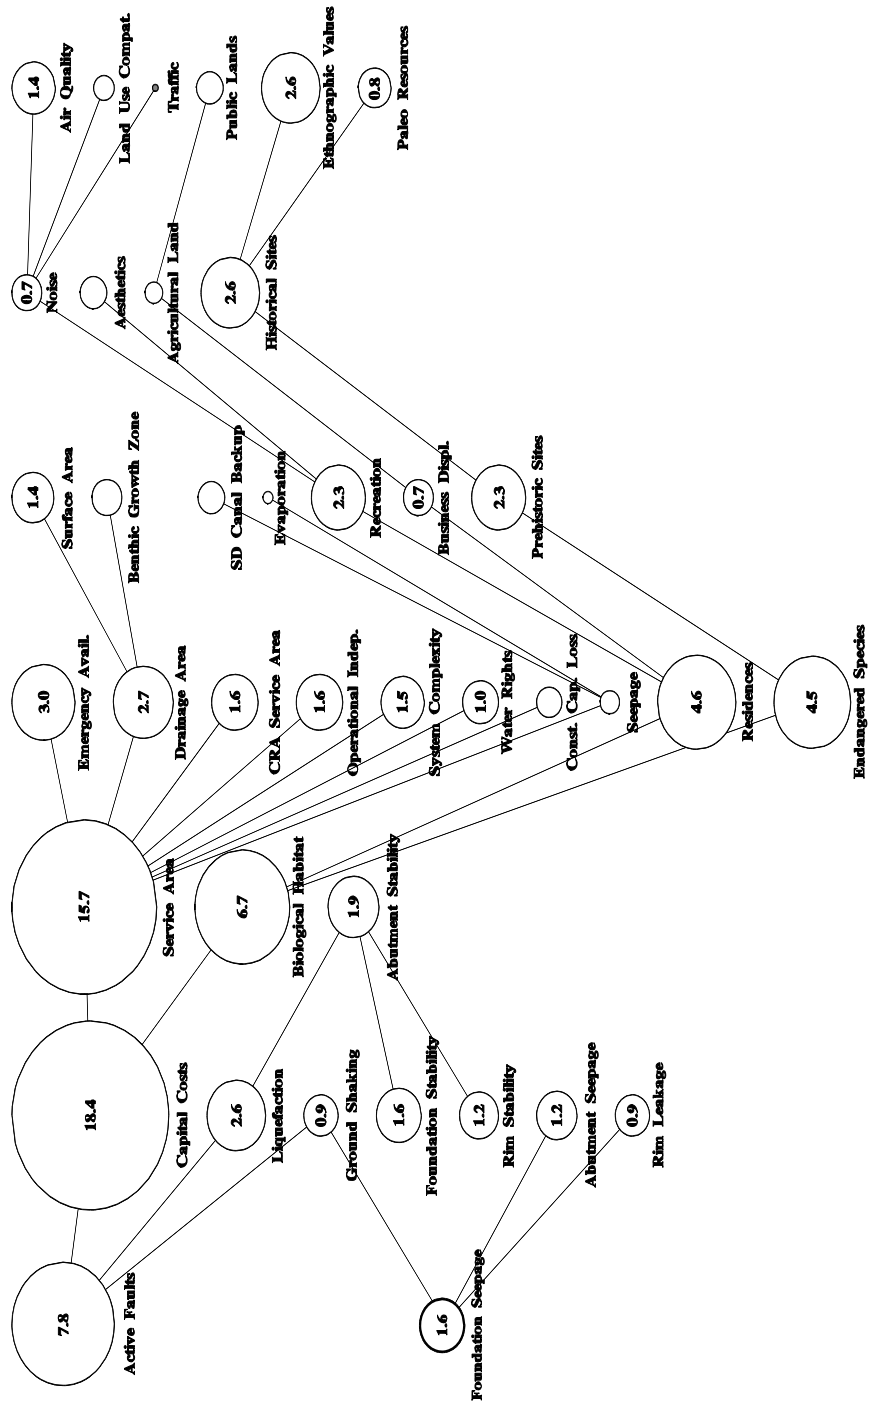 7.8
Active Faults
1.6
Foundation Seepage
18.4
Capital Costs
2.6
Liquefaction
0.9
Ground Shaking
1.6
Foundation Stability
1.2
Rim Stability
1.2
Abutment Seepage
0.9
Rim Leakage
15.7
Service Area
6.7
Biological Habitat
1.9
Abutment Stability
3.0
Emergency Avail.
2.7
Drainage Area
1.6
CRA Service Area
1.6
Operational Indep.
1.5
System Complexity
1.0
Water Rights
Const. Cap. Loss
Seepage
4.6
Residences
4.5
Endangered Species
1.4
Surface Area
Benthic Growth Zone
SD Canal Backup
Evaporation
2.3
Recreation
0.7
Business Displ.
2.3
Prehistoric Sites
0.7
Noise
Aesthetics
Agricultural Land
2.6
Historical Sites
1.4
Air Quality
Land Use Compat.
Traffic
Public Lands
2.6
Ethnographic Values
0.8
Paleo Resources